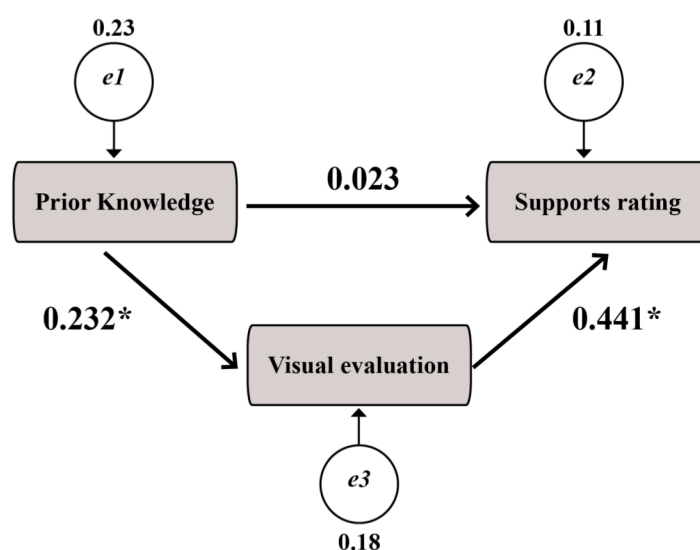 0.23
0.11
e1
e2
0.023
Prior Knowledge
Supports rating
0.232*
0.441*
Visual evaluation
e3
0.18